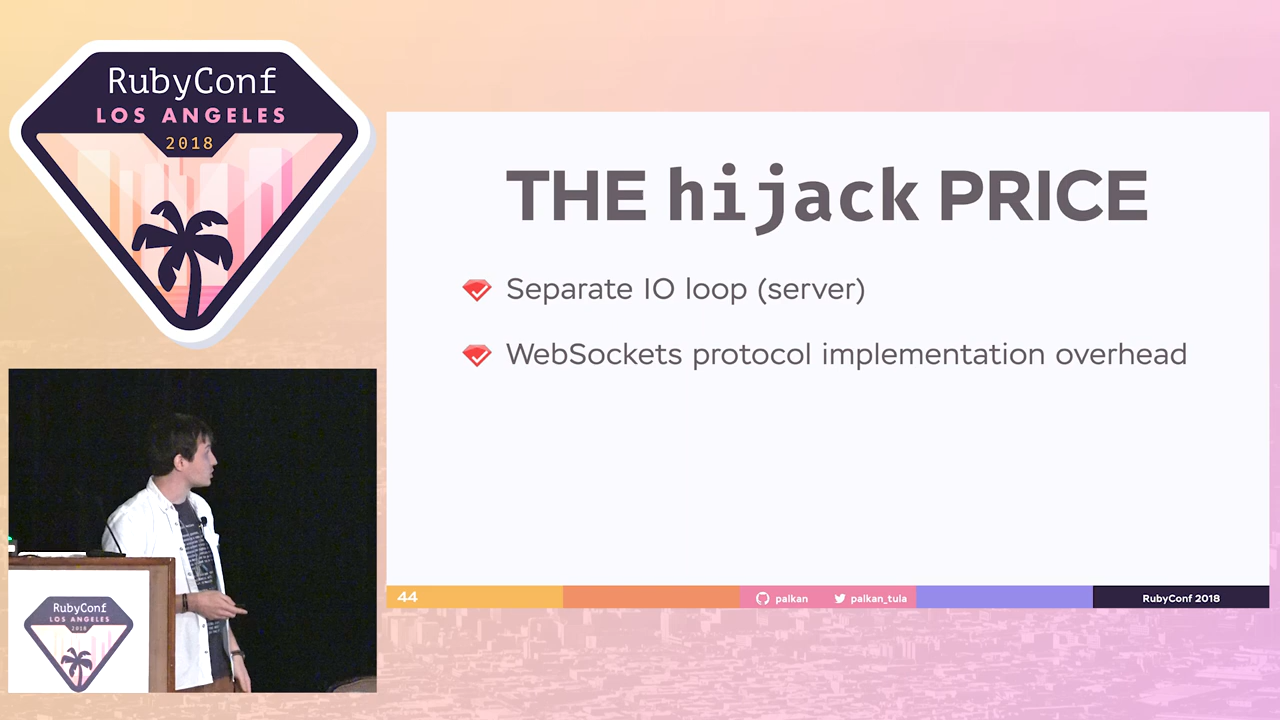 RubyConf
LOS ANGELES
2018
THE hijack PRICE
Separate IO loop (server)
WebSockets protocol implementation overhead
44
palkan
palkan_tula
RubyConf 2018
RubyConf
LOS ANGELES
2018